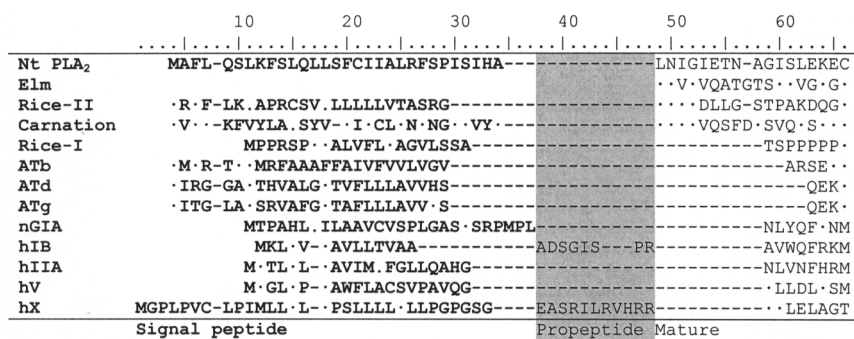 10 20 30 40 50 60
Nt PLA₂ MAFL-QSLKFSLQLLSFCIIALRFSPISIHA--------------LNIGIETN-AGISLEKEC
Elm ··V·VQATGTS··VG·G·
Rice-II ·R·F-LK.APRCSV.LLLLLVTASRG-------------------····DLLG-STPAKDQG·
Carnation ·V··-KFVYLA.SYV-·I·CL·N·NG··VY·--------------····VQSFD·SVQ·S···
Rice-I MPPRSP··ALVFL·AGVLSSA---------------------------TSPPPPP·
ATb ·M·R-T··MRFAAAFFAIVFVVLVGV-------------------------------ARSE··
ATd ·IRG-GA·THVALG·TVFLLLAVVHS---------------------------------QEK·
ATg ·ITG-LA·SRVAFG·TAFLLLAVV·S---------------------------------QEK·
nGIA MTPAHL.ILAAVCVSPLGAS·SRPMPL---------------------NLYQF·NM
hIB MKL·V-·AVLLTVAA-----------ADSGIS---PR----------AVWQFRKM
hIIA M·TL·L-·AVIM.FGLLQAHG---------------------------NLVNFHRM
hV M·GL·P-·AWFLACSVPAVQG---------------------------·LLDL·SM
hX MGPLPVC-LPIMLL·L-·PSLLLL·LLPGPGSG----EASRILRVHRR----------··LELAGT
Signal peptide Propeptide Mature